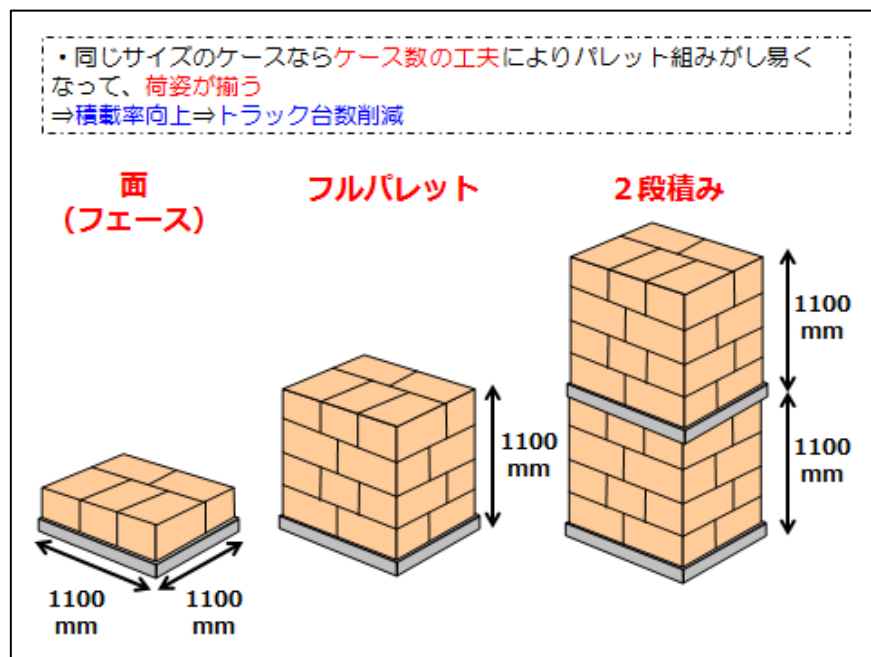 ・同じサイズのケースならケース数の工夫によりパレット組みがし易く
なって、荷姿が揃う
⇒積載率向上⇒トラック台数削減
面
（フェース）
フルパレット
２段積み
1100
mm
1100
mm
1100
mm
1100
mm
1100
mm